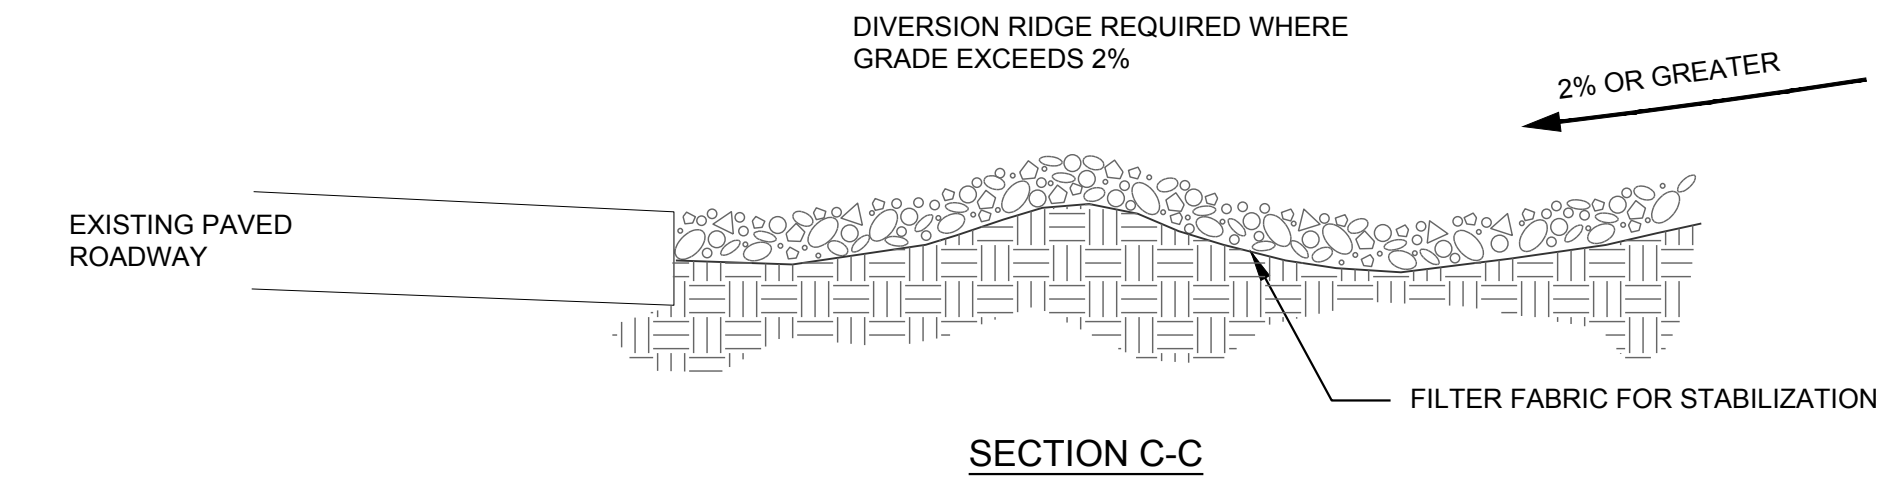 DIVERSION RIDGE REQUIRED WHERE
GRADE EXCEEDS 2%
2% OR GREATER
EXISTING PAVED
ROADWAY
FILTER FABRIC FOR STABILIZATION
SECTION C-C